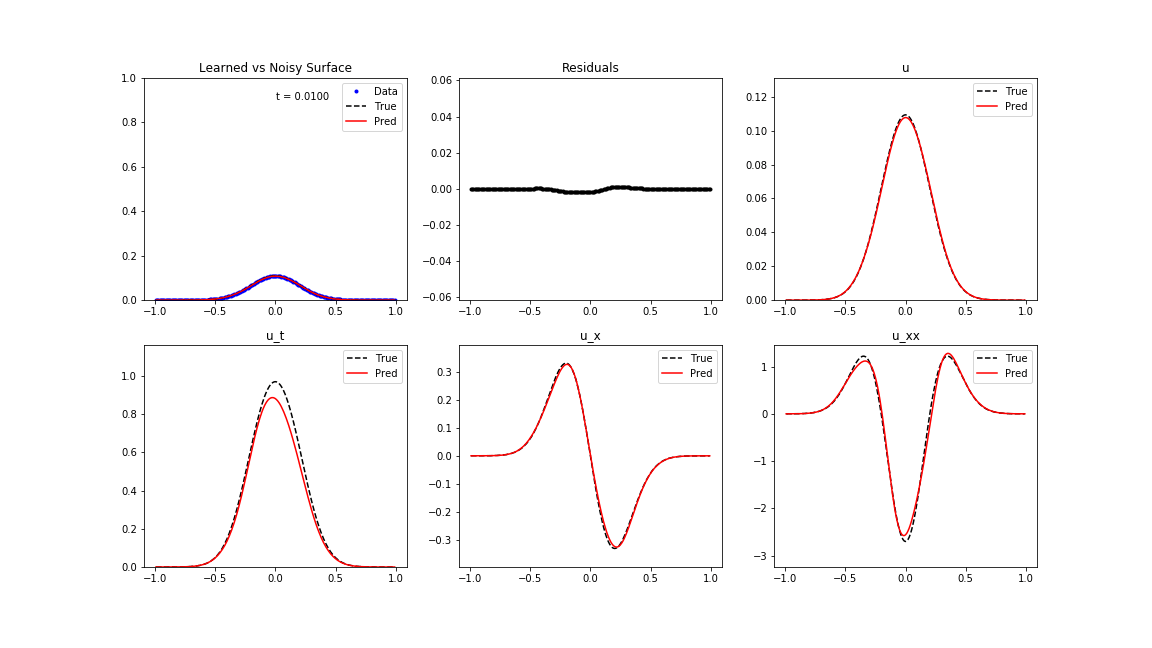 Learned vs Noisy Surface
1.0
0.8
0.6
0.4
0.2
0.0
−1.0 −0.5 0.0 0.5 1.0
t = 0.0100
Data
True
Pred
Residuals
0.06
0.04
0.02
0.00
−0.02
−0.04
−0.06
−1.0 −0.5 0.0 0.5 1.0
u
0.12
0.10
0.08
0.06
0.04
0.02
0.00
−1.0 −0.5 0.0 0.5 1.0
True
Pred
u_t
1.0
0.8
0.6
0.4
0.2
0.0
−1.0 −0.5 0.0 0.5 1.0
True
Pred
u_x
0.3
0.2
0.1
0.0
−0.1
−0.2
−0.3
−1.0 −0.5 0.0 0.5 1.0
True
Pred
u_xx
1
0
−1
−2
−3
−1.0 −0.5 0.0 0.5 1.0
True
Pred